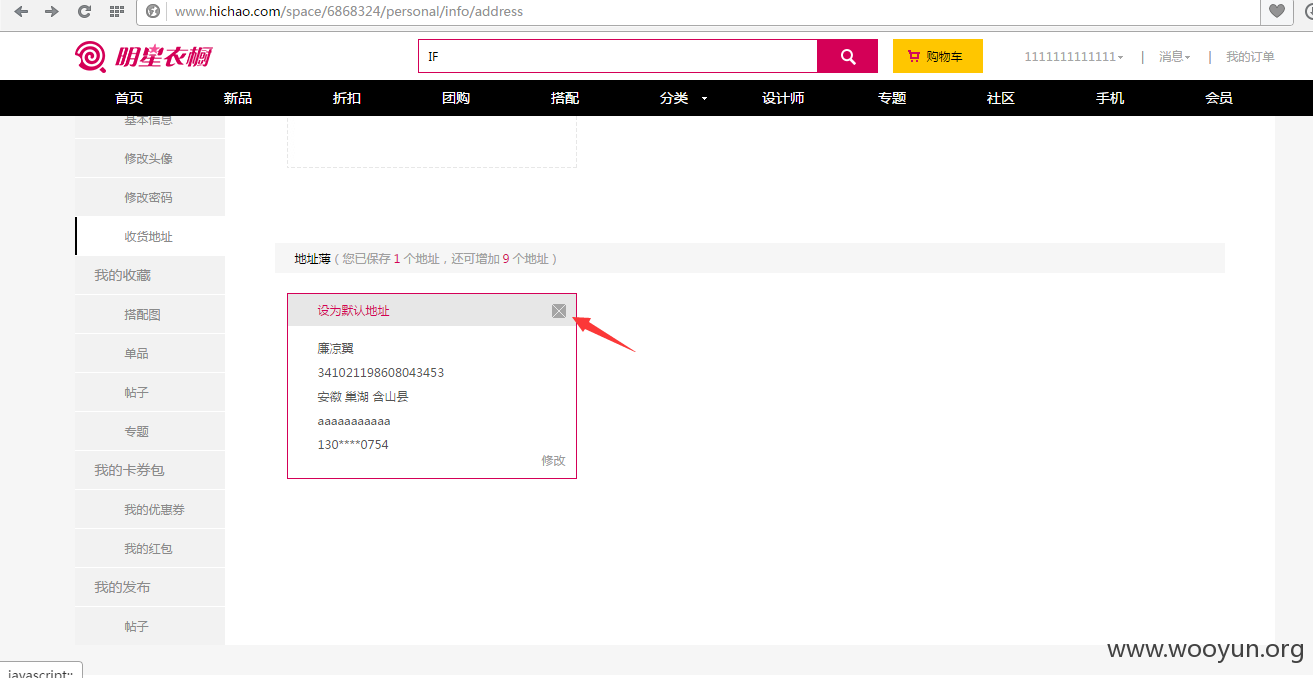 www.hichao.com/space/6868324/personal/info/address
明星衣橱
IF
购物车
1111111111111
消息
|
我的订单
首页 新品 折扣 团购 搭配 分类 设计师 专题 社区 手机 会员
基本信息
修改头像
修改密码
收货地址
我的收藏
搭配图
单品
帖子
专题
我的卡券包
我的优惠券
我的红包
我的发布
帖子
地址薄（您已保存 1 个地址，还可增加 9 个地址）
设为默认地址
廉凉翼
341021198608043453
安徽 巢湖 含山县
aaaaaaaaaaa
130****0754
修改
www.wooyun.org
javascript:;